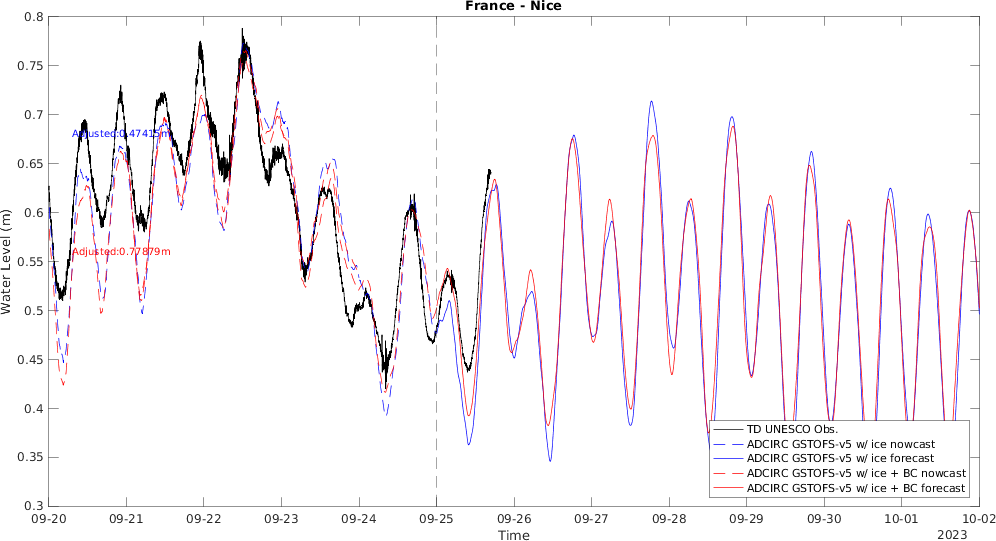 France - Nice
Water Level (m)
0.8
0.75
0.7
0.65
0.6
0.55
0.5
0.45
0.4
0.35
0.3
Adjusted:0.47415m
Adjusted:0.77879m
TD UNESCO Obs.
ADCIRC GSTOFS-v5 w/ ice nowcast
ADCIRC GSTOFS-v5 w/ ice forecast
ADCIRC GSTOFS-v5 w/ ice + BC nowcast
ADCIRC GSTOFS-v5 w/ ice + BC forecast
09-20 09-21 09-22 09-23 09-24 09-25 09-26 09-27 09-28 09-29 09-30 10-01 10-02
Time
2023